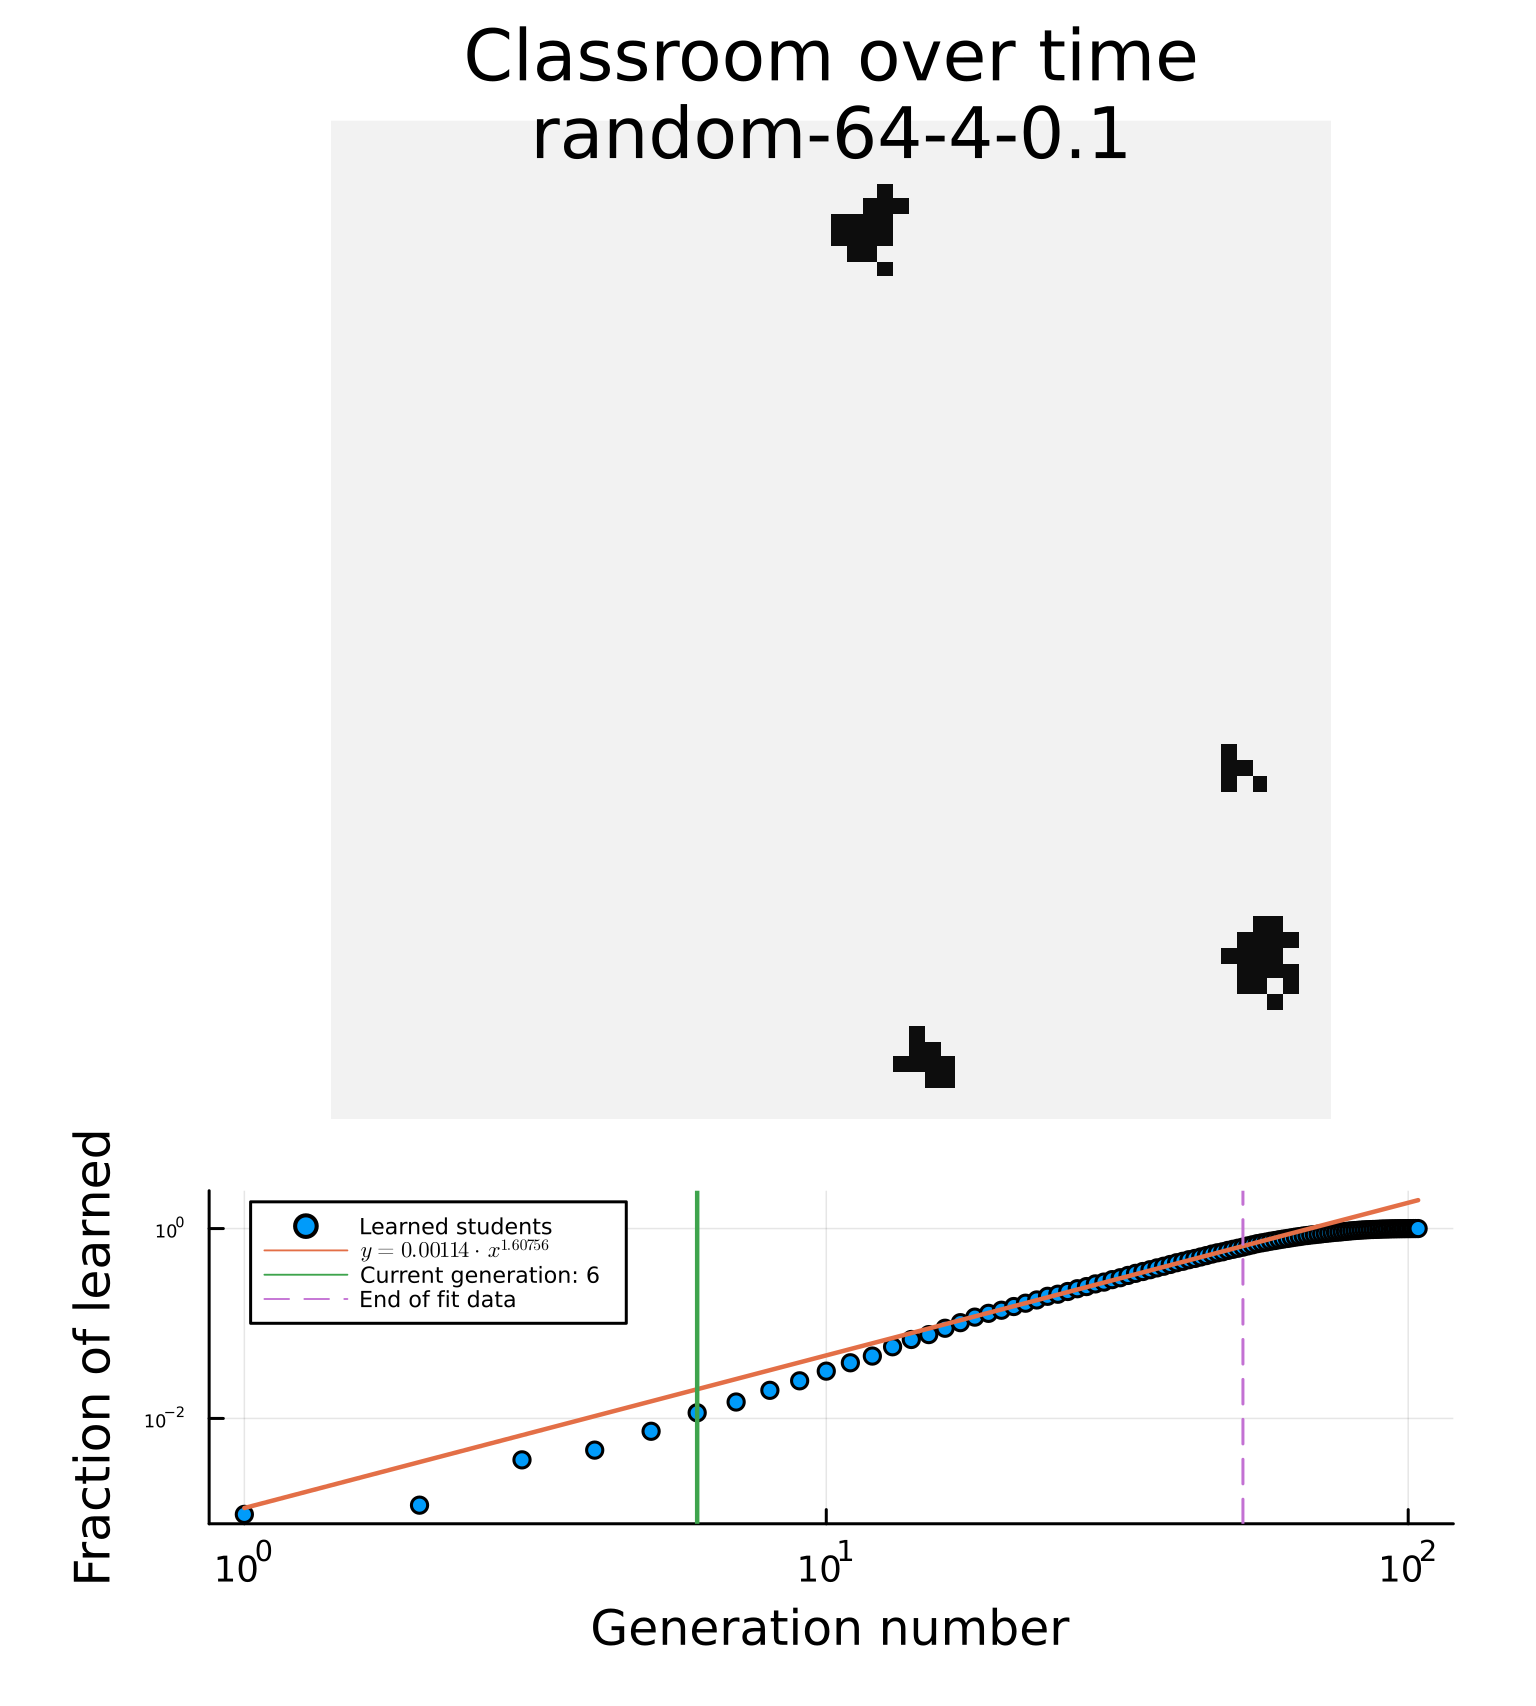 Classroom over time
random-64-4-0.1
Fraction of learned
10⁰
10⁻²
Learned students
y = 0.00114 · x^1.60756
Current generation: 6
End of fit data
10⁰ 10¹ 10²
Generation number